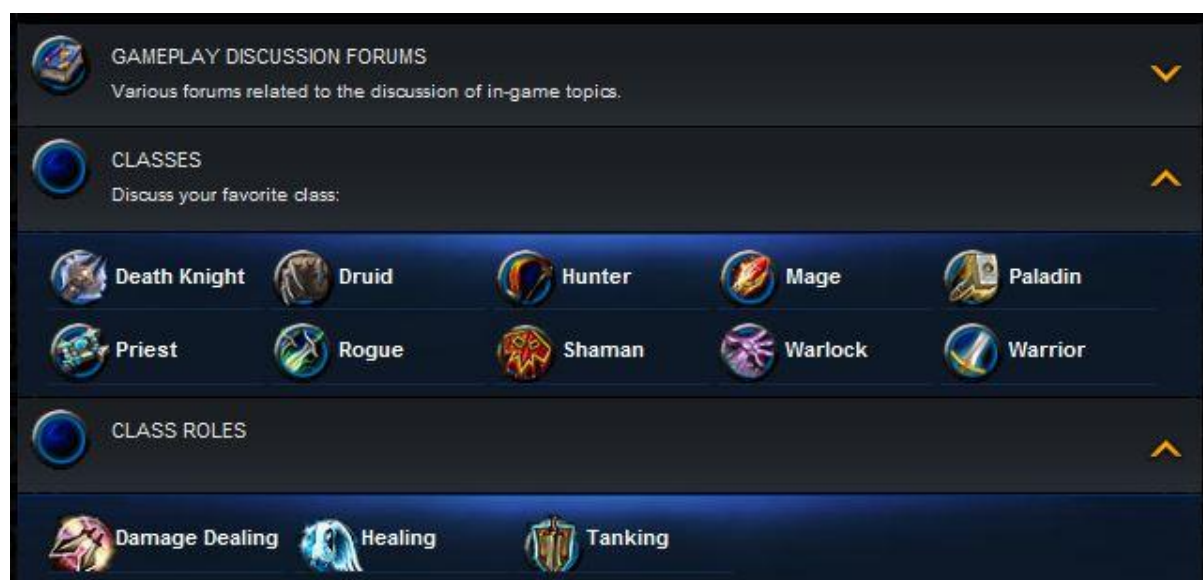 GAMEPLAY DISCUSSION FORUMS
Various forums related to the discussion of in-game topics.
CLASSES
Discuss your favorite class:
Death Knight Druid Hunter Mage Paladin
Priest Rogue Shaman Warlock Warrior
CLASS ROLES
Damage Dealing Healing Tanking